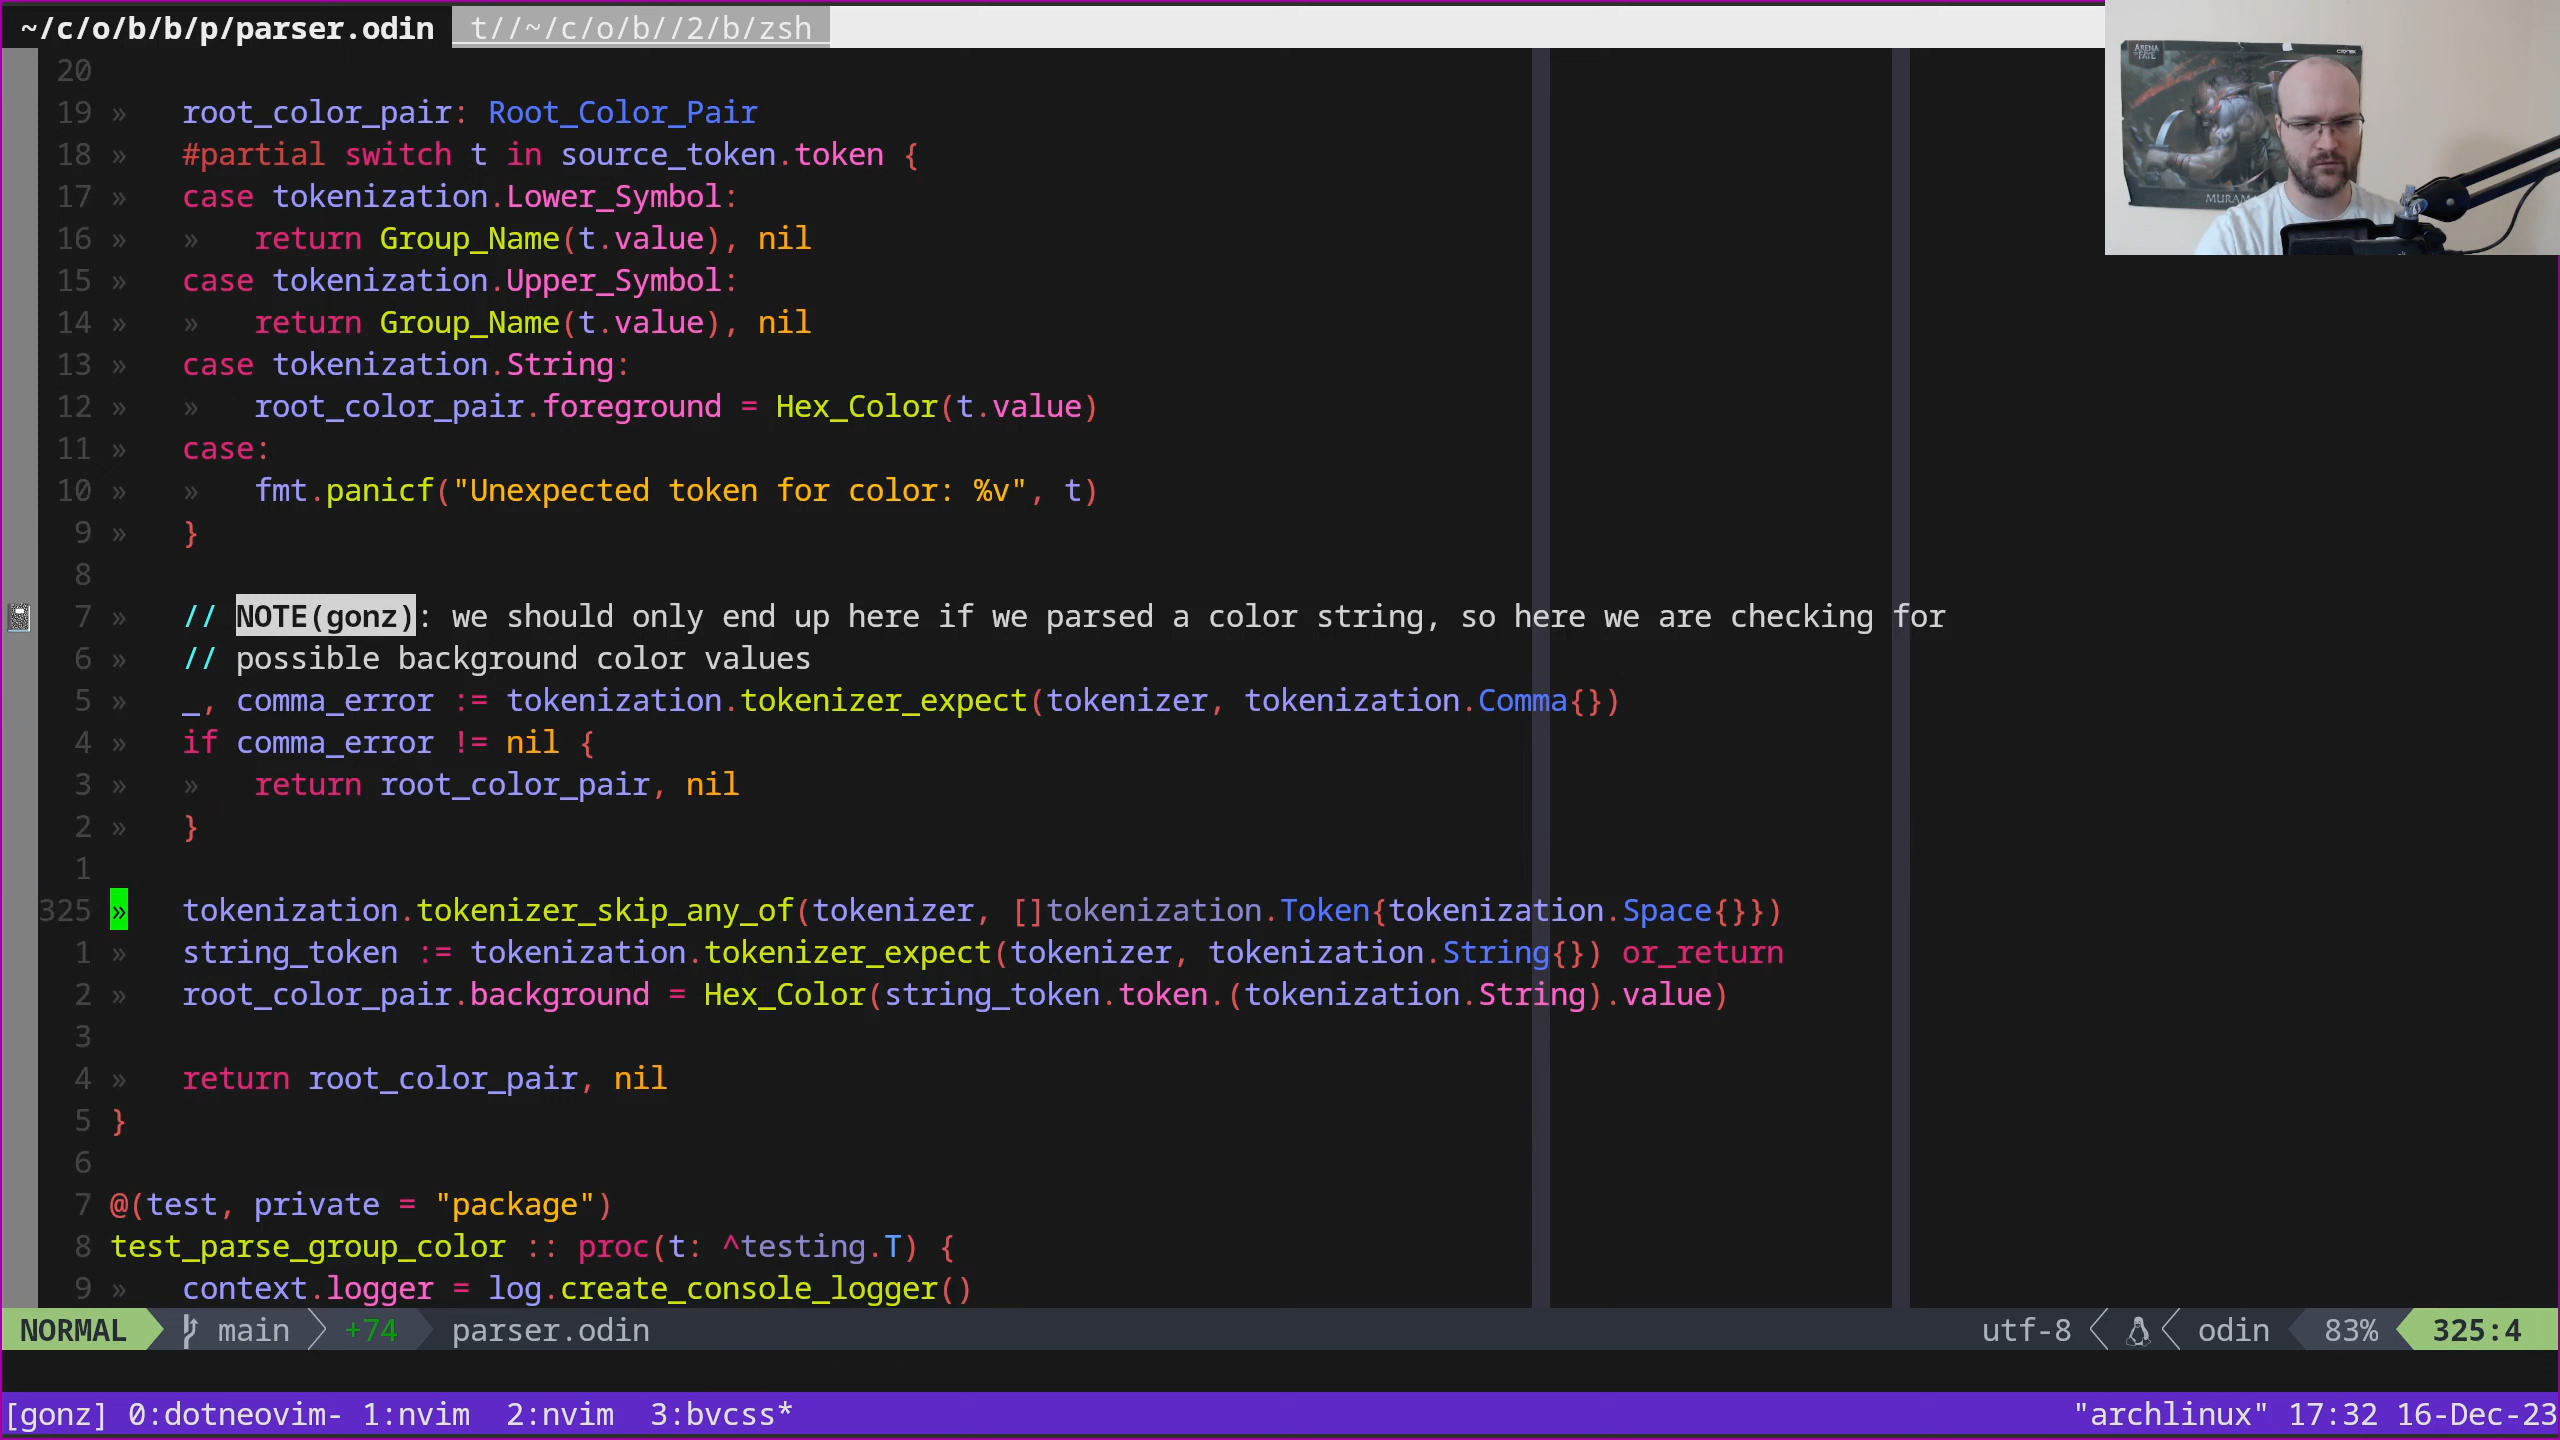 ~/c/o/b/b/p/parser.odin  t//~/c/o/b//2/b/zsh
ARENA
FATE
MURAMA
20
19 »   root_color_pair: Root_Color_Pair
18 »   #partial switch t in source_token.token {
17 »   case tokenization.Lower_Symbol:
16 »   »   return Group_Name(t.value), nil
15 »   case tokenization.Upper_Symbol:
14 »   »   return Group_Name(t.value), nil
13 »   case tokenization.String:
12 »   »   root_color_pair.foreground = Hex_Color(t.value)
11 »   case:
10 »   »   fmt.panicf("Unexpected token for color: %v", t)
9 »   }
8
7 »   // NOTE(gonz): we should only end up here if we parsed a color string, so here we are checking for
6 »   // possible background color values
5 »   _, comma_error := tokenization.tokenizer_expect(tokenizer, tokenization.Comma{})
4 »   if comma_error != nil {
3 »   »   return root_color_pair, nil
2 »   }
1
325 »   tokenization.tokenizer_skip_any_of(tokenizer, []tokenization.Token{tokenization.Space{}})
1 »   string_token := tokenization.tokenizer_expect(tokenizer, tokenization.String{}) or_return
2 »   root_color_pair.background = Hex_Color(string_token.token.(tokenization.String).value)
3
4 »   return root_color_pair, nil
5 }
6
7 @(test, private = "package")
8 test_parse_group_color :: proc(t: ^testing.T) {
9 »   context.logger = log.create_console_logger()
NORMAL  main  +74  parser.odin  utf-8  odin  83%  325:4
[gonz] 0:dotneovim- 1:nvim  2:nvim  3:bvcss*  "archlinux" 17:32 16-Dec-23